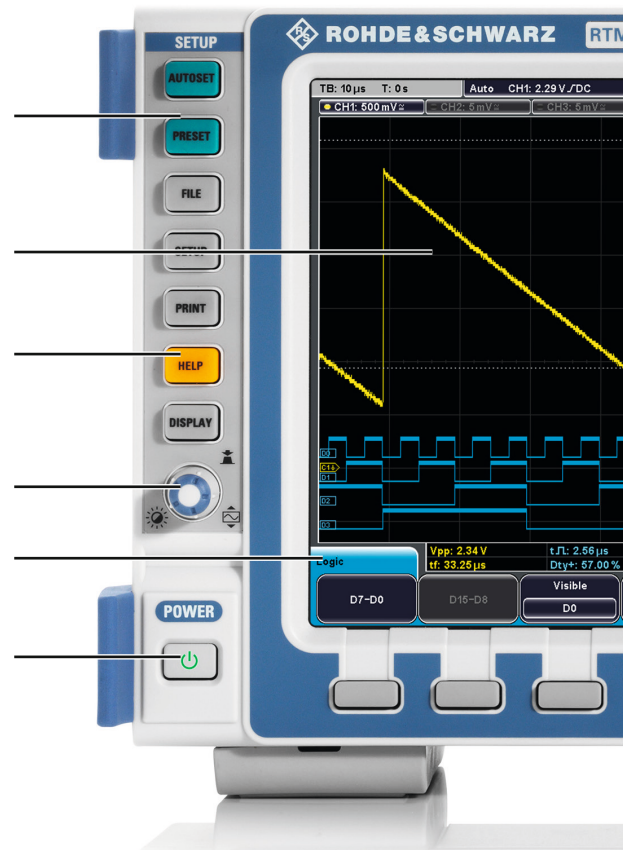 SETUP
ROHDE&SCHWARZ RTM
AUTOSET
PRESET
FILE
SETUP
PRINT
HELP
DISPLAY
POWER
TB: 10 µs T: 0 s Auto CH1: 2.29 V / DC
CH1: 500 mV≅ CH2: 5 mV≅ CH3: 5 mV≅
D0
C1
D1
D2
D3
Logic
Vpp: 2.34 V t: 2.56 µs
tf: 33.25 µs Dty+: 57.00 %
D7-D0
D15-D8
Visible
D0